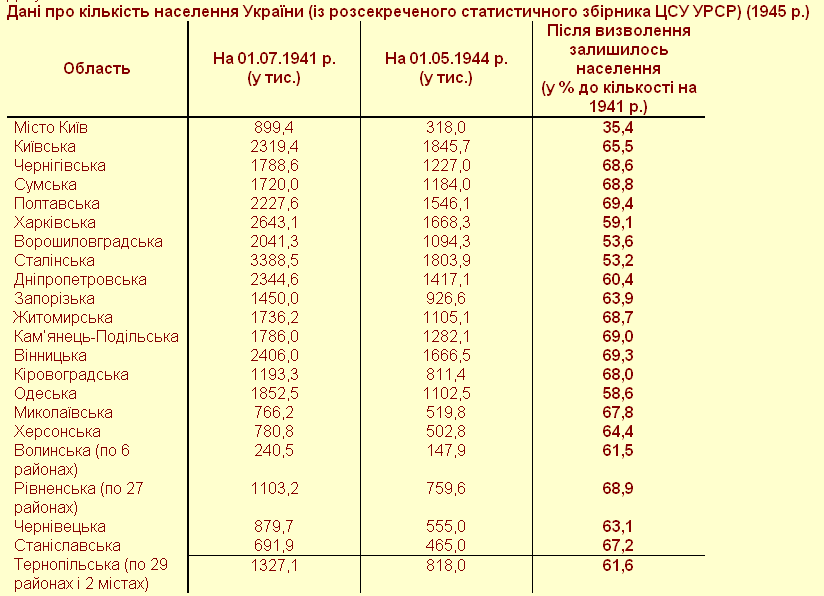 Дані про кількість населення України (із розсекреченого статистичного збірника ЦСУ УРСР) (1945 р.)
Область На 01.07.1941 р. (у тис.) На 01.05.1944 р. (у тис.) Після визволення залишилось населення (у % до кількості на 1941 р.)
Місто Київ 899,4 318,0 35,4
Київська 2319,4 1845,7 65,5
Чернігівська 1788,6 1227,0 68,6
Сумська 1720,0 1184,0 68,8
Полтавська 2227,6 1546,1 69,4
Харківська 2643,1 1668,3 59,1
Ворошиловградська 2041,3 1094,3 53,6
Сталінська 3388,5 1803,9 53,2
Дніпропетровська 2344,6 1417,1 60,4
Запорізька 1450,0 926,6 63,9
Житомирська 1736,2 1105,1 68,7
Кам'янець-Подільська 1786,0 1282,1 69,0
Вінницька 2406,0 1666,5 69,3
Кіровоградська 1193,3 811,4 68,0
Одеська 1852,5 1102,5 58,6
Миколаївська 766,2 519,8 67,8
Херсонська 780,8 502,8 64,4
Волинська (по 6 районах) 240,5 147,9 61,5
Рівненська (по 27 районах) 1103,2 759,6 68,9
Чернівецька 879,7 555,0 63,1
Станіславська 691,9 465,0 67,2
Тернопільська (по 29 районах і 2 містах) 1327,1 818,0 61,6